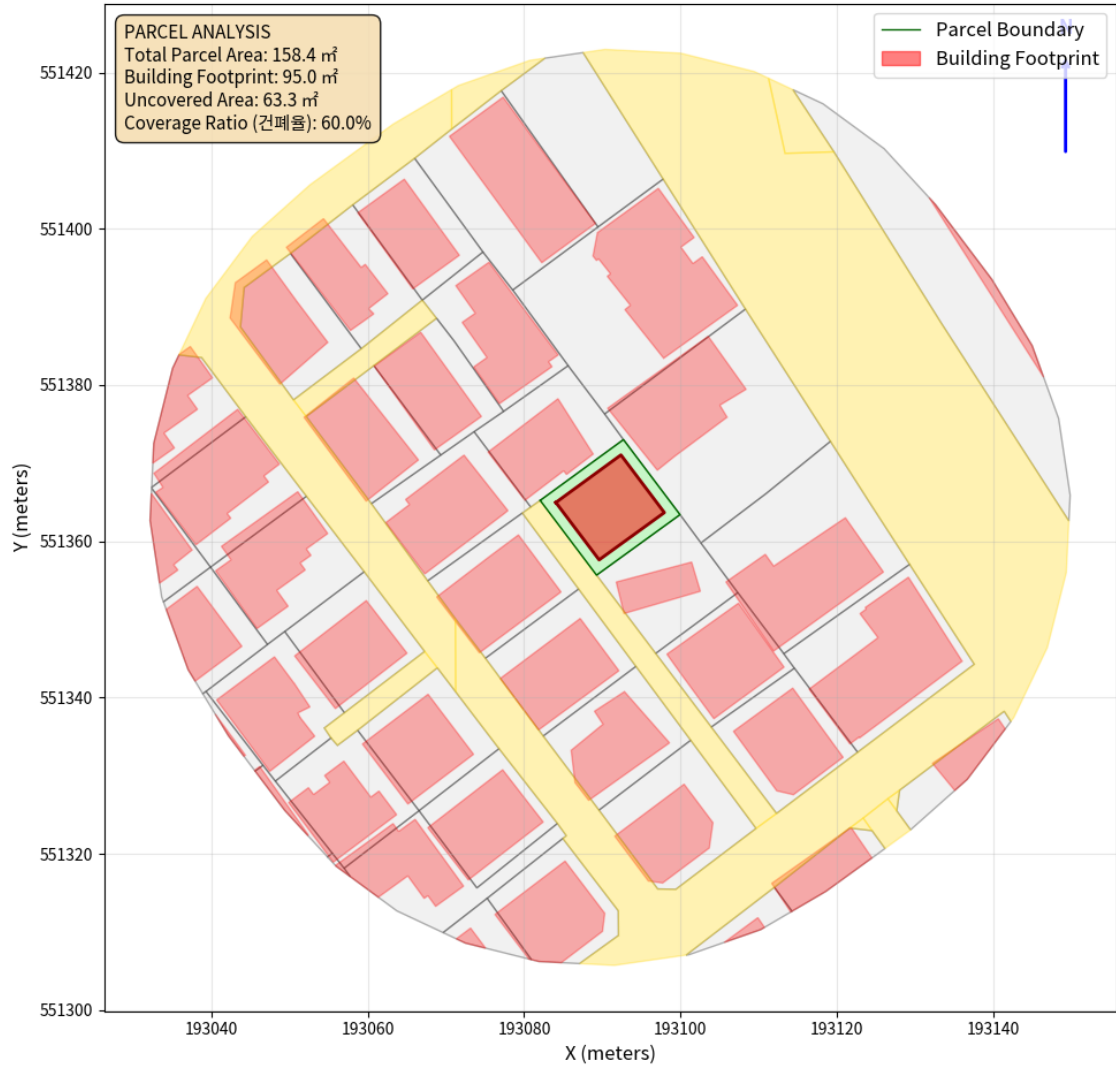 PARCEL ANALYSIS
Total Parcel Area: 158.4 ㎡
Building Footprint: 95.0 ㎡
Uncovered Area: 63.3 ㎡
Coverage Ratio (건폐율): 60.0%
Parcel Boundary
Building Footprint
N
551420
551400
551380
551360
551340
551320
551300
Y (meters)
193040
193060
193080
193100
193120
193140
X (meters)